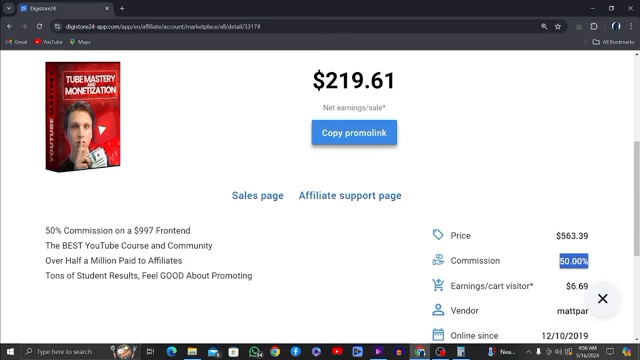 digistore24-app.com/app/en/affiliate/account/marketplace/all/detail/33174
Gmail
YouTube
Maps
All Bookmarks
TUBE MASTERY
AND
MONETIZATION
$219.61
Net earnings/sale*
Copy promolink
Sales page
Affiliate support page
50% Commission on a $997 Frontend
The BEST YouTube Course and Community
Over Half a Million Paid to Affiliates
Tons of Student Results, Feel GOOD About Promoting
Price
$563.39
Commission
50.00%
Earnings/cart visitor*
$6.69
Vendor
mattpar
Online since
12/10/2019
Type here to search
4:56 AM
5/16/2024